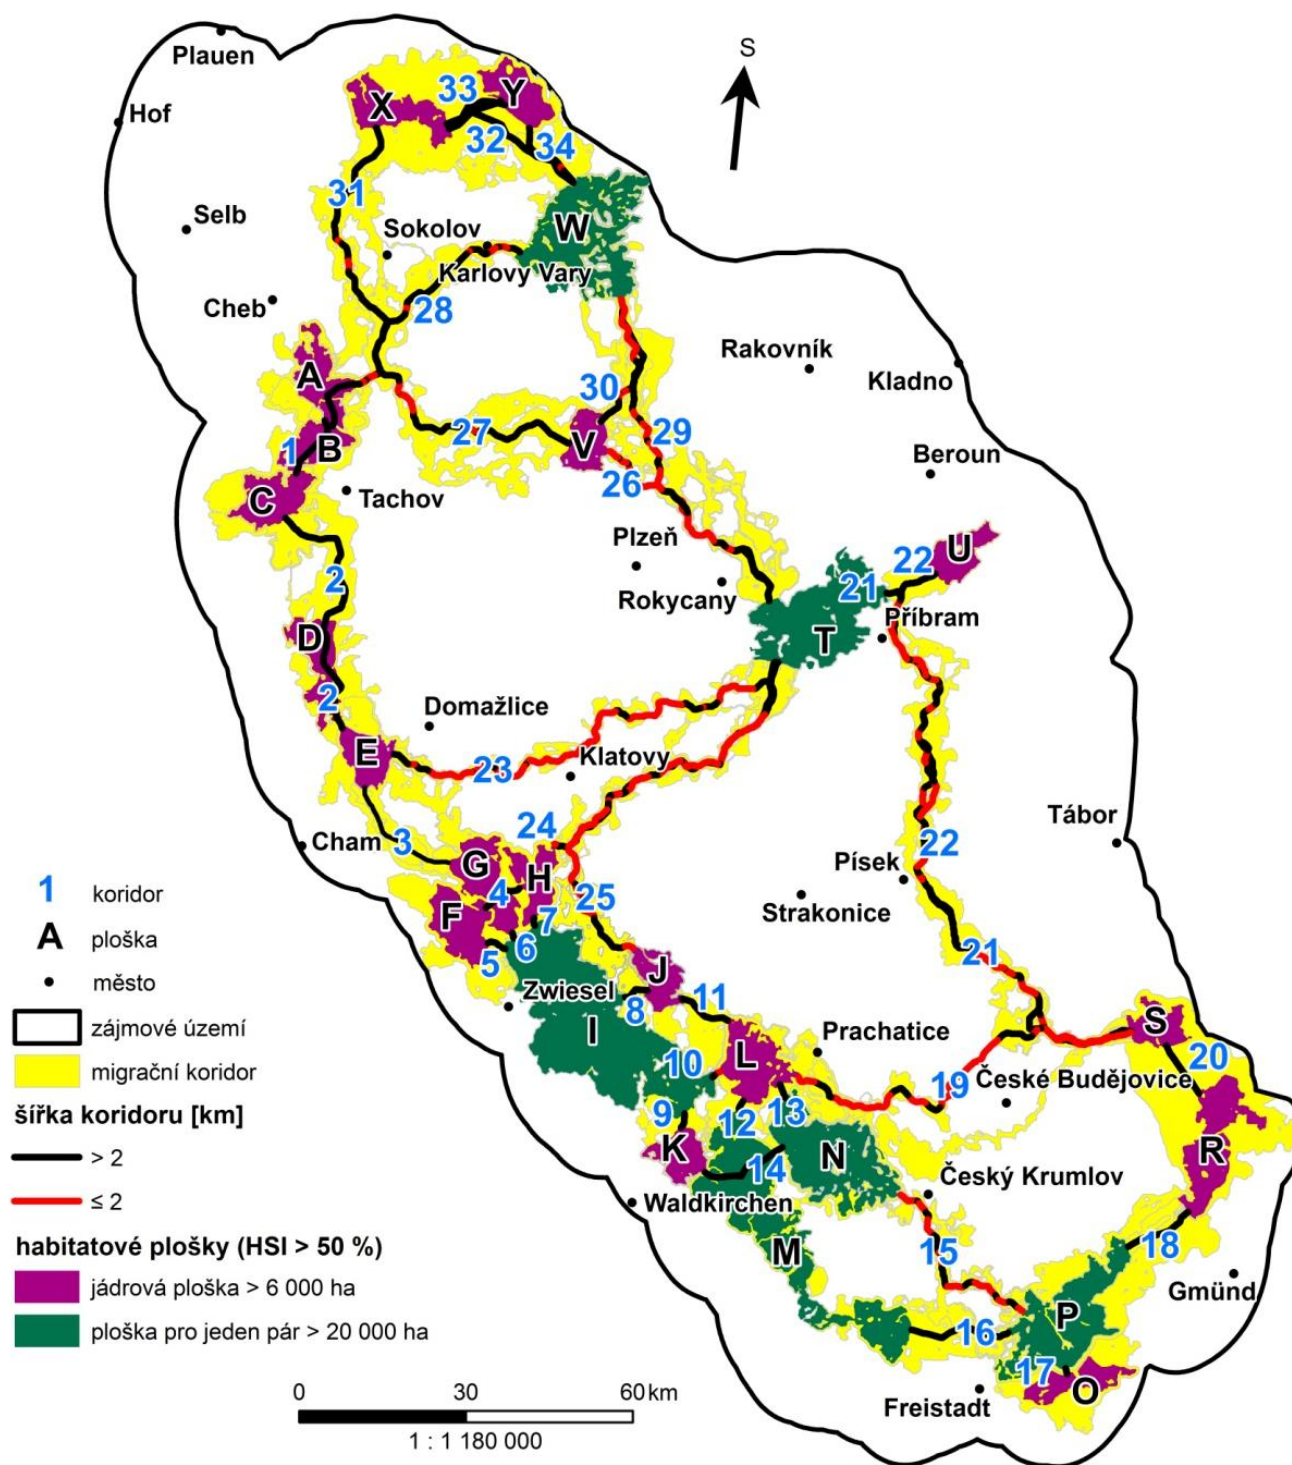 Plauen
S
33
Y
X
Hof
32
34
31
Selb
W
Sokolov
Karlovy Vary
Cheb
28
Rakovník
Kladno
A
30
27
29
B
V
1
Beroun
C
26
Tachov
Plzeň
U
22
2
Rokycany
21
Příbram
D
T
2
Domažlice
E
Klatovy
23
Tábor
24
Cham
3
22
Písek
G
H
1 koridor
4
25
Strakonice
F
7
A ploška
6
21
5
J
město
Zwiesel
8
11
S
zájmové území
I
Prachatice
L
20
migrační koridor
10
19
České Budějovice
šířka koridoru [km]
9
12
13
K
N
R
> 2
14
Český Krumlov
≤ 2
Waldkirchen
M
15
18
habitatové plošky (HSI > 50 %)
Gmünd
jádrová ploška > 6 000 ha
P
ploška pro jeden pár > 20 000 ha
16
17
O
0 30 60 km
Freistadt
1 : 1 180 000